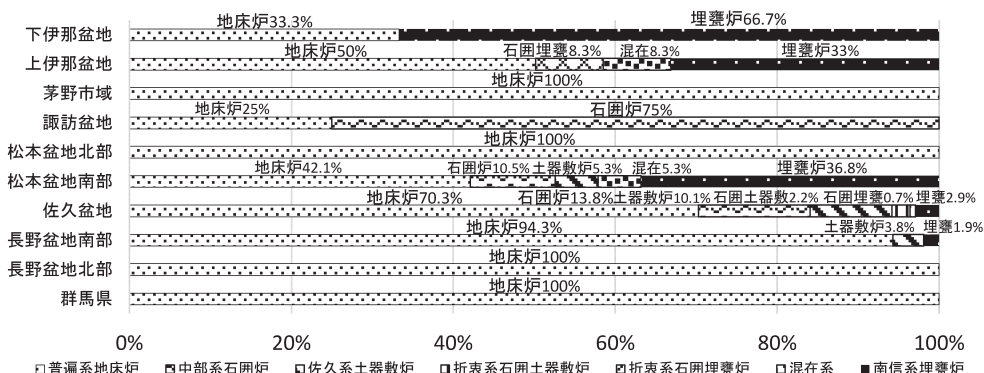 地床炉33.3% 埋甕炉66.7%
下伊那盆地
地床炉50% 石囲埋甕8.3% 混在8.3% 埋甕炉33%
上伊那盆地
地床炉100%
茅野市域
地床炉25% 石囲炉75%
諏訪盆地
地床炉100%
松本盆地北部
地床炉42.1% 石囲炉10.5% 土器敷炉5.3% 混在5.3% 埋甕炉36.8%
松本盆地南部
地床炉70.3% 石囲炉13.8% 土器敷炉10.1% 石囲土器敷2.2% 石囲埋甕0.7% 埋甕2.9%
佐久盆地
地床炉94.3% 土器敷炉3.8% 埋甕1.9%
長野盆地南部
地床炉100%
長野盆地北部
地床炉100%
群馬県
0% 20% 40% 60% 80% 100%
普遍系地床炉 中部系石囲炉 佐久系土器敷炉 折衷系石囲土器敷炉 折衷系石囲埋甕炉 混在系 南信系埋甕炉